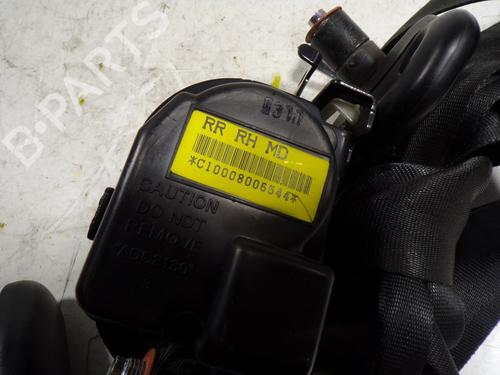 RR RH MD
*C10008006544*
CAUTION
DO NOT
REMOVE
B-PARTS